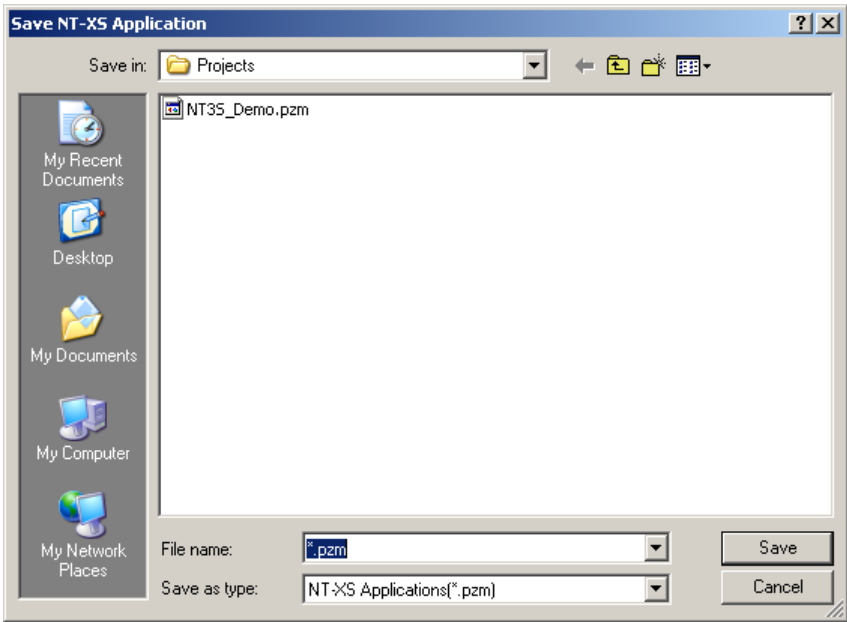 Save NT-XS Application
Save in: Projects
NT3S_Demo.pzm
My Recent
Documents
Desktop
My Documents
My Computer
My Network
Places
File name: *.pzm Save
Save as type: NT-XS Applications(*.pzm) Cancel